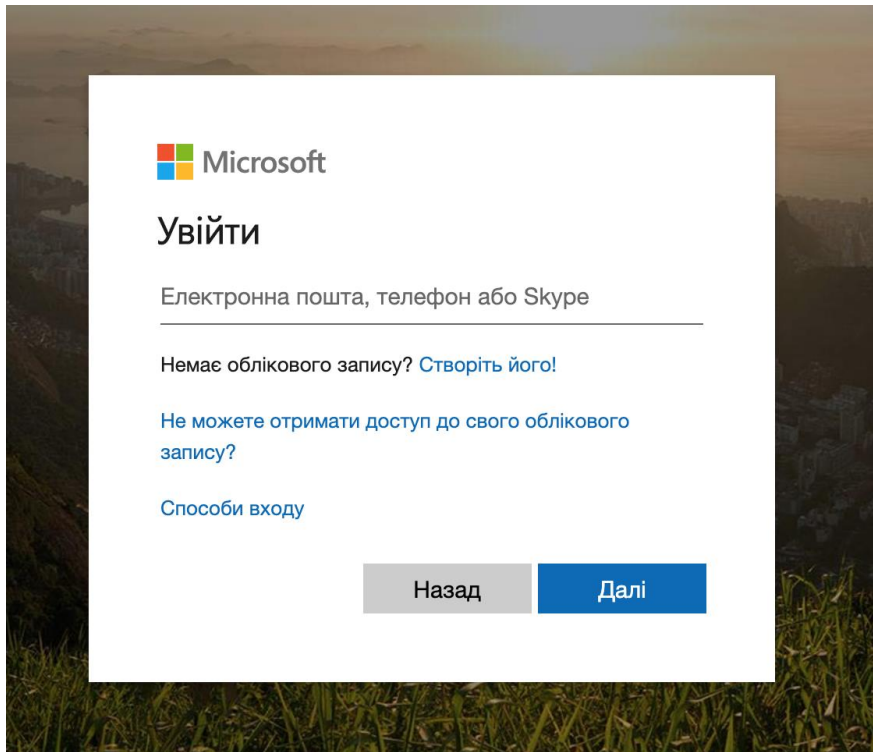 Microsoft
Увійти
Електронна пошта, телефон або Skype
Немає облікового запису? Створіть його!
Не можете отримати доступ до свого облікового
запису?
Способи входу
Назад Далі